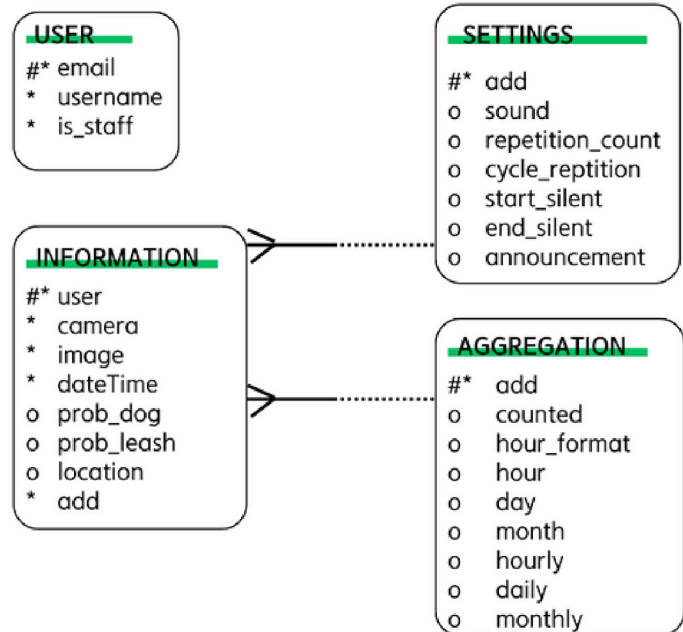 USER
#* email
* username
* is_staff
SETTINGS
#* add
o sound
o repetition_count
o cycle_reptition
o start_silent
o end_silent
o announcement
INFORMATION
#* user
* camera
* image
* dateTime
o prob_dog
o prob_leash
o location
* add
AGGREGATION
#* add
o counted
o hour_format
o hour
o day
o month
o hourly
o daily
o monthly